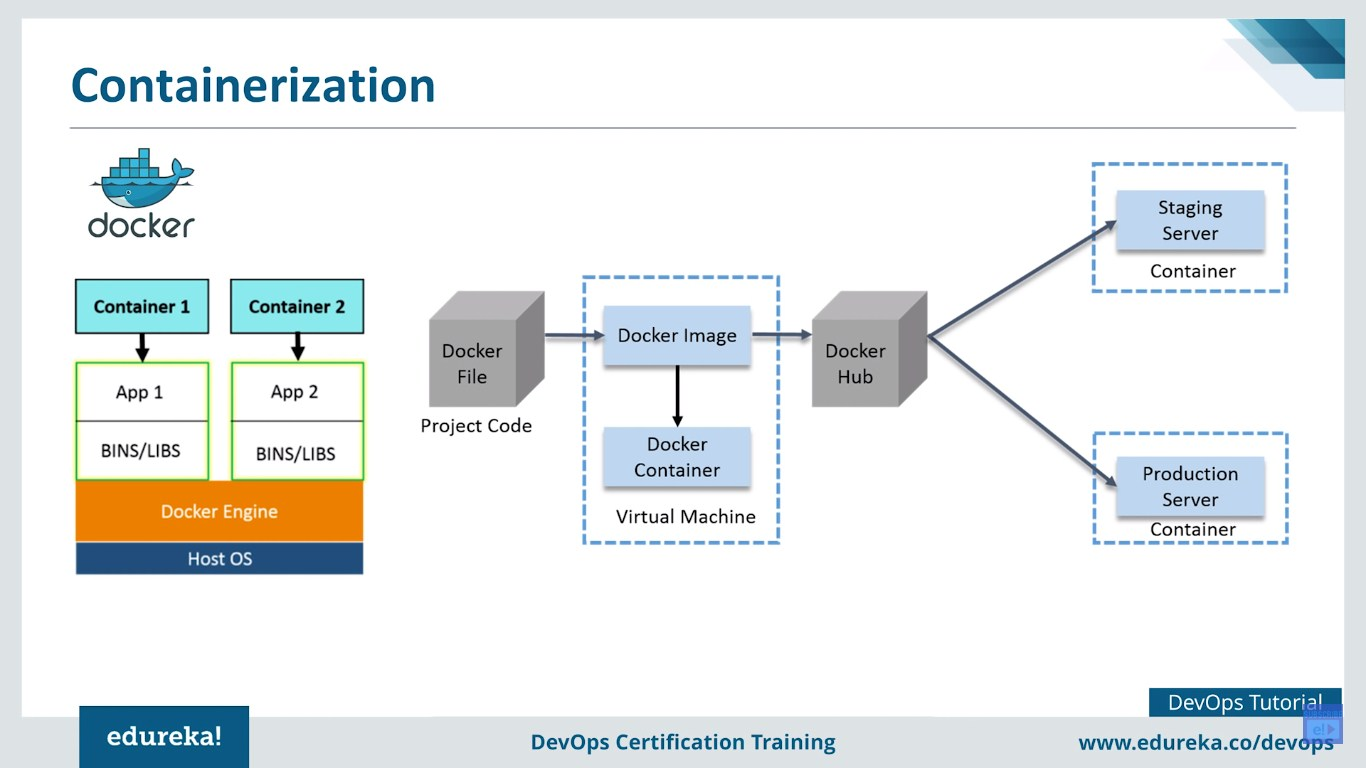 Containerization
docker
Container 1
Container 2
App 1
App 2
BINS/LIBS
BINS/LIBS
Docker Engine
Host OS
Docker
File
Project Code
Docker Image
Docker
Container
Virtual Machine
Docker
Hub
Staging
Server
Container
Production
Server
Container
DevOps Tutorial
edureka!
DevOps Certification Training
www.edureka.co/devops
e!